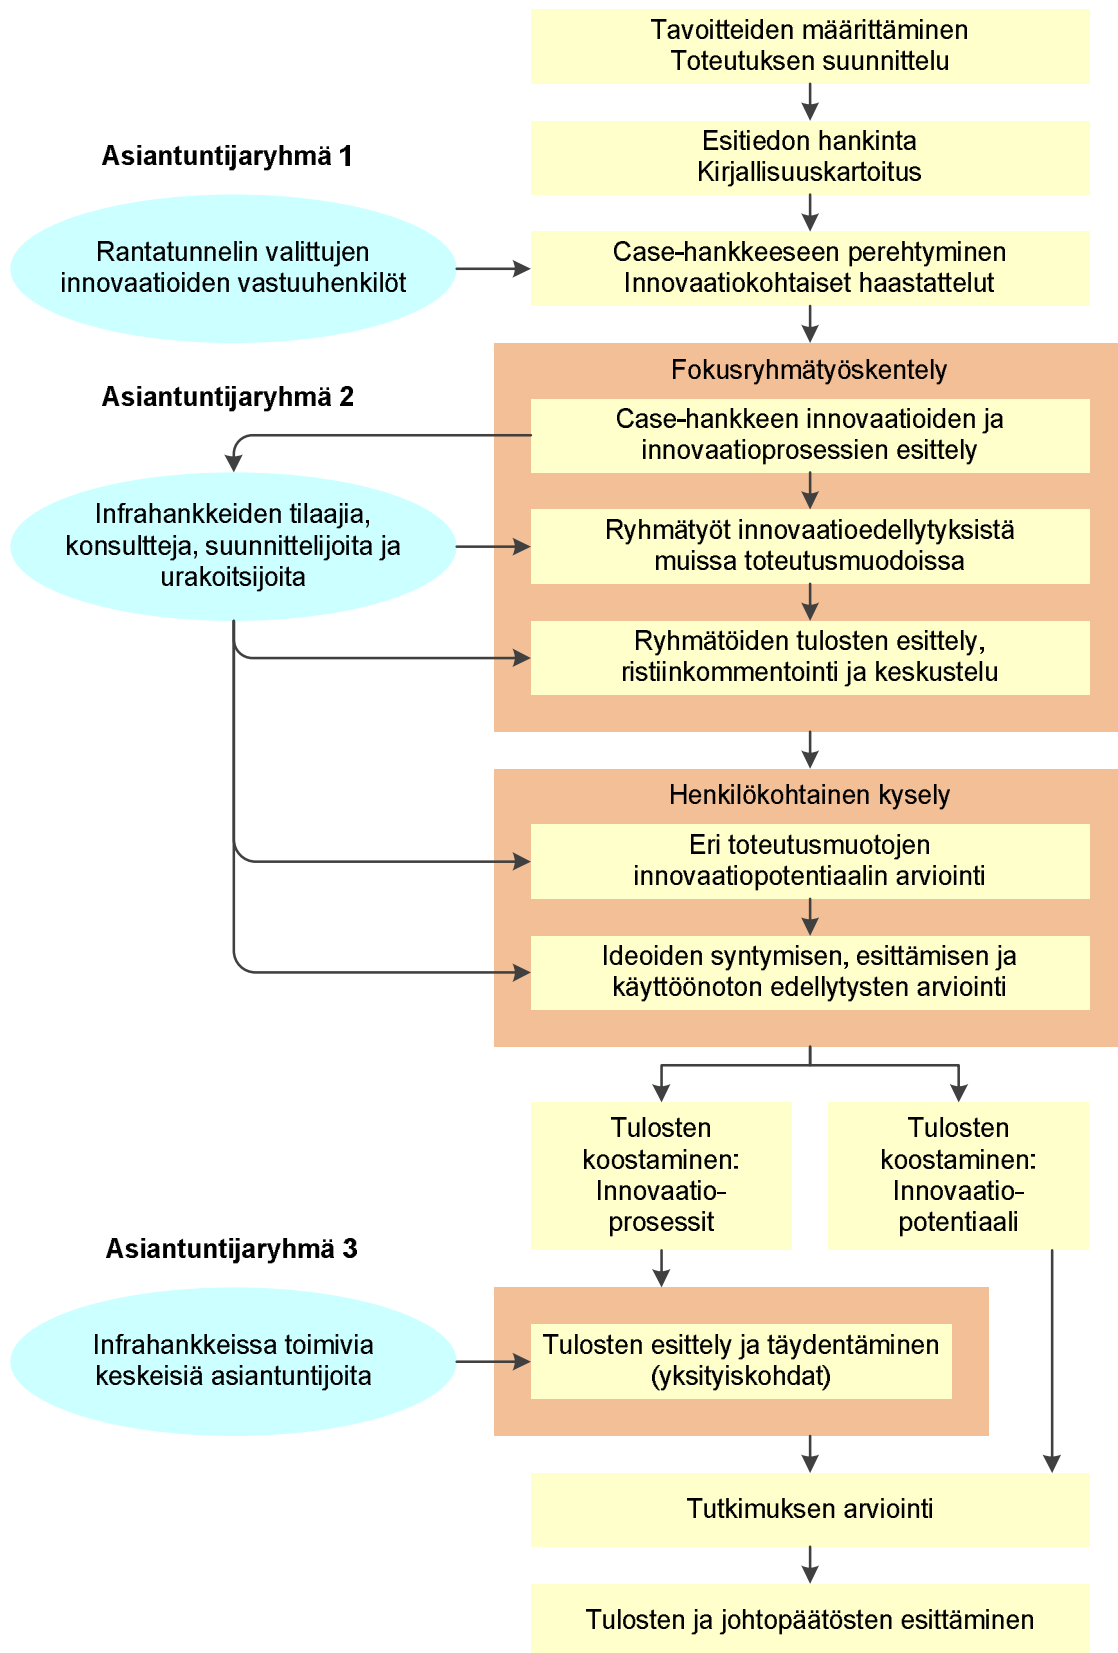 Tavoitteiden määrittäminen
Toteutuksen suunnittelu
Esitiedon hankinta
Kirjallisuuskartoitus
Asiantuntijaryhmä 1
Rantatunnelin valittujen
innovaatioiden vastuuhenkilöt
Case-hankkeeseen perehtyminen
Innovaatiokohtaiset haastattelut
Fokusryhmätyöskentely
Asiantuntijaryhmä 2
Case-hankkeen innovaatioiden ja
innovaatioprosessien esittely
Infrahankkeiden tilaajia,
konsultteja, suunnittelijoita ja
urakoitsijoita
Ryhmätyöt innovaatioedellytyksistä
muissa toteutusmuodoissa
Ryhmätöiden tulosten esittely,
ristiinkommentointi ja keskustelu
Henkilökohtainen kysely
Eri toteutusmuotojen
innovaatiopotentiaalin arviointi
Ideoiden syntymisen, esittämisen ja
käyttöönoton edellytysten arviointi
Tulosten
koostaminen:
Innovaatio-
prosessit
Tulosten
koostaminen:
Innovaatio-
potentiaali
Asiantuntijaryhmä 3
Infrahankkeissa toimivia
keskeisiä asiantuntijoita
Tulosten esittely ja täydentäminen
(yksityiskohdat)
Tutkimuksen arviointi
Tulosten ja johtopäätösten esittäminen